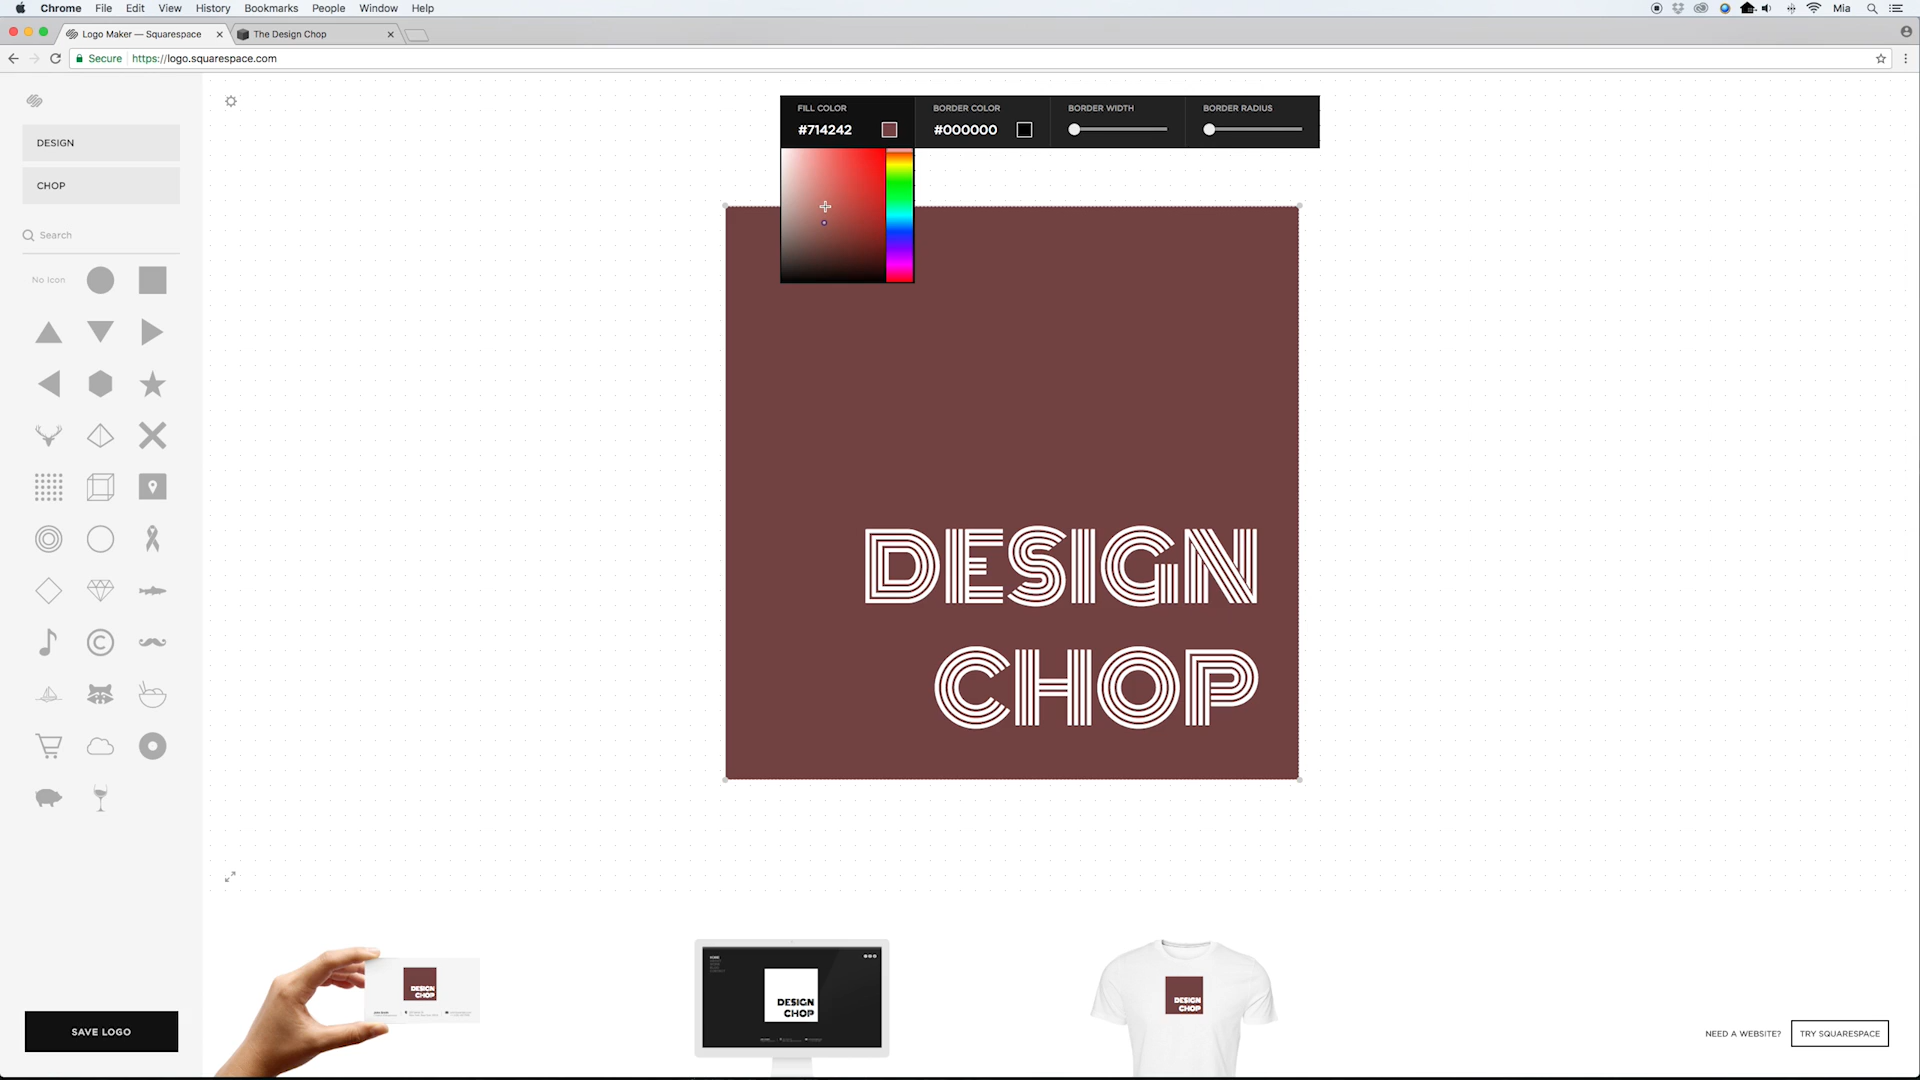 Chrome File Edit View History Bookmarks People Window Help
Mia
Logo Maker — Squarespace
The Design Chop
Secure https://logo.squarespace.com
FILL COLOR
#714242
BORDER COLOR
#000000
BORDER WIDTH
BORDER RADIUS
DESIGN
CHOP
Search
No Icon
DESIGN
CHOP
SAVE LOGO
DESIGN
CHOP
DESIGN
CHOP
DESIGN
CHOP
NEED A WEBSITE?
TRY SQUARESPACE